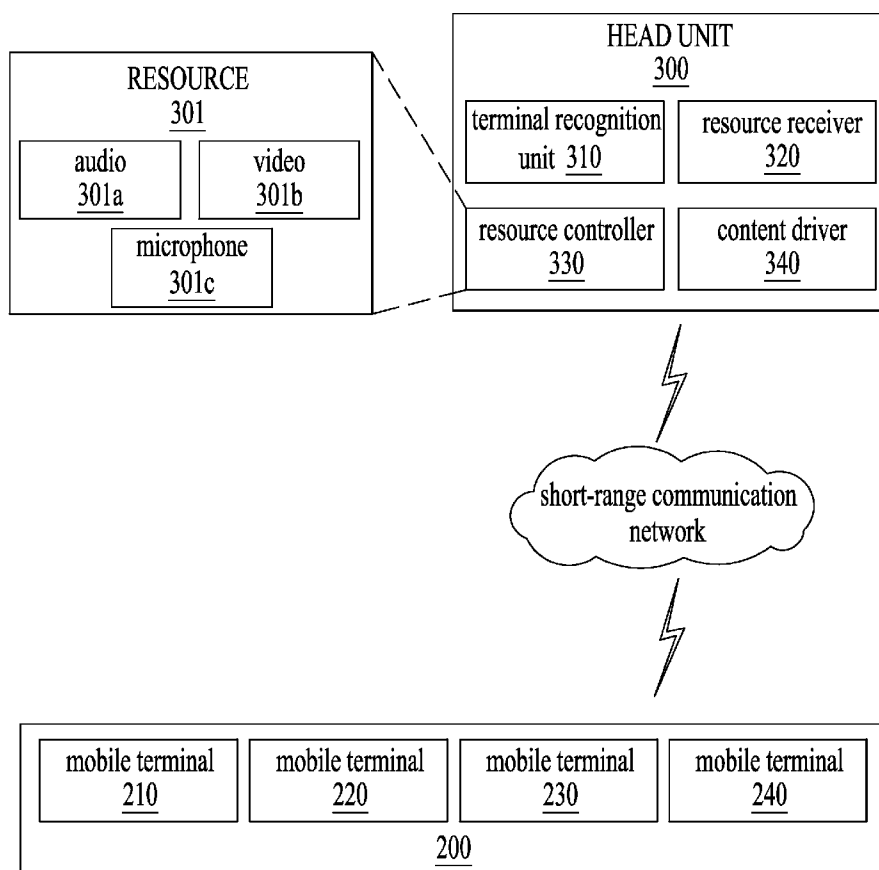 RESOURCE
301
audio
301a
video
301b
microphone
301c
HEAD UNIT
300
terminal recognition
unit 310
resource receiver
320
resource controller
330
content driver
340
short-range communication
network
mobile terminal
210
mobile terminal
220
mobile terminal
230
mobile terminal
240
200